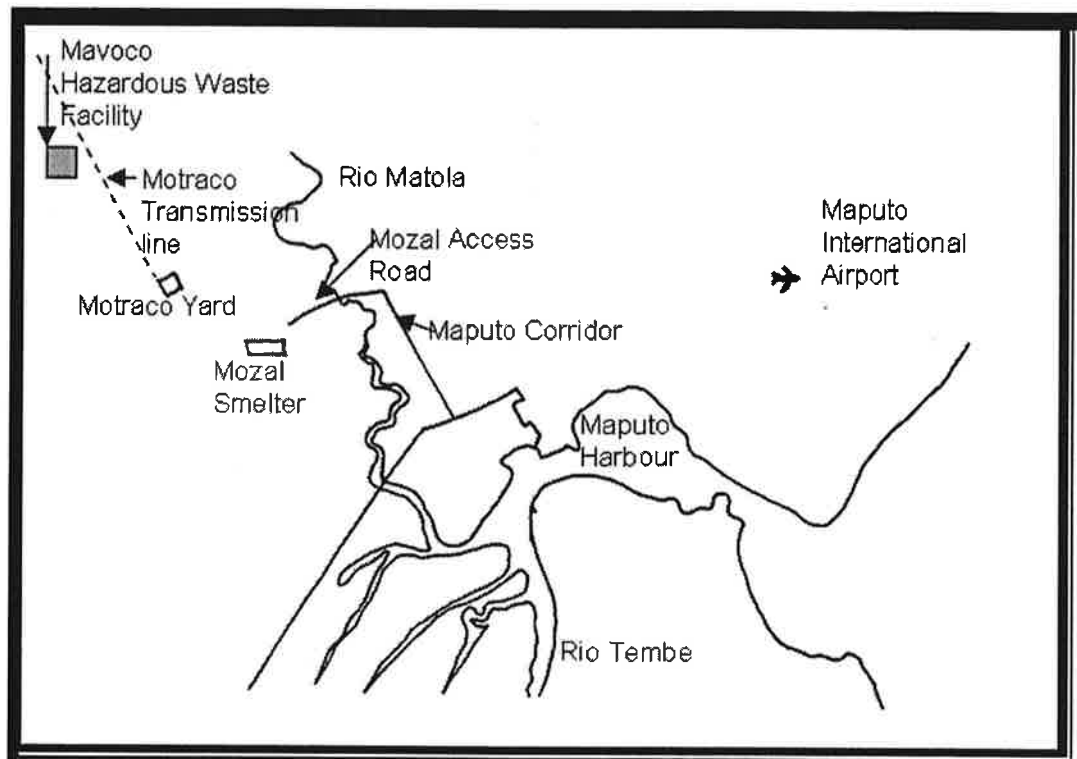 Mavoco
Hazardous Waste
Facility
Motraco
Transmission
line
Motraco Yard
Rio Matola
Mozal Access
Road
Maputo Corridor
Mozal
Smelter
Maputo
International
Airport
Maputo
Harbour
Rio Tembe